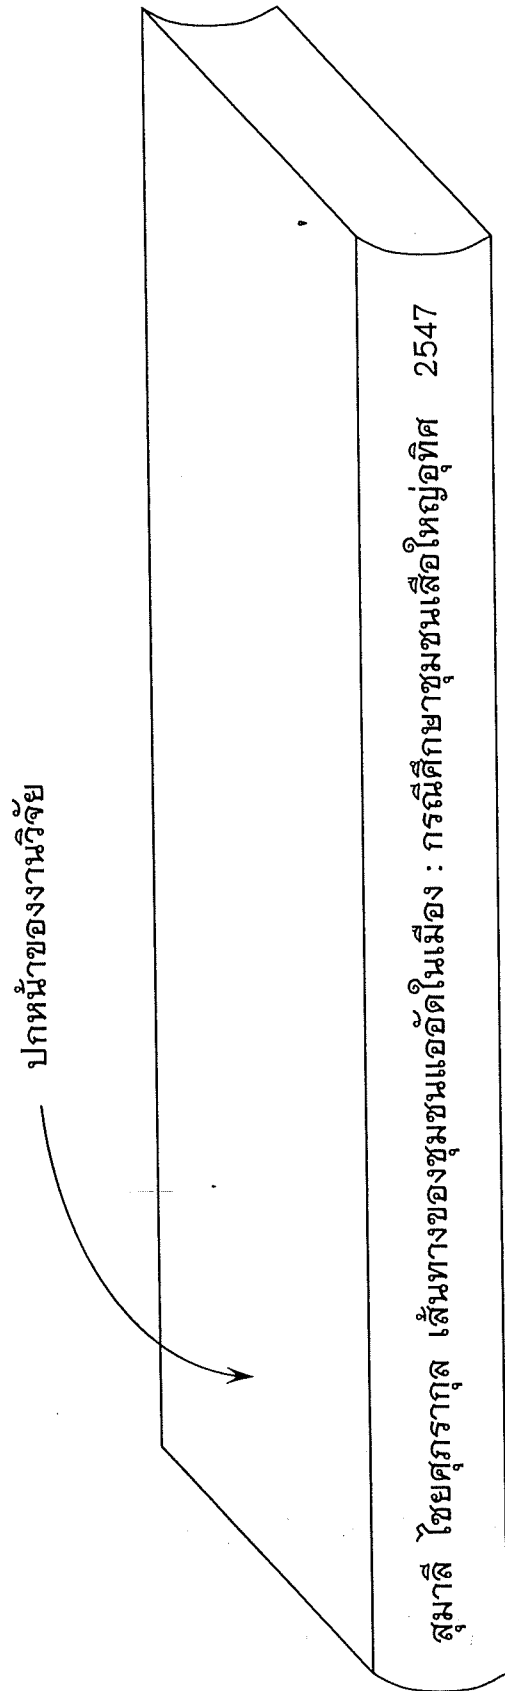 ปกหน้าของงานวิจัย
สุมาลี ไชยศุภรากุล เส้นทางของชุมชนแออัดในเมือง : กรณีศึกษาชุมชนเสือใหญ่อุทิศ 2547